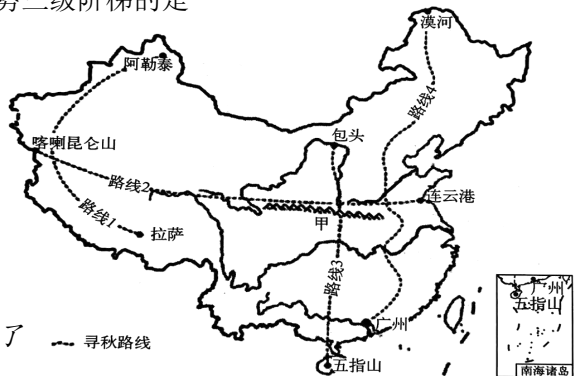 势三级阶梯的是
漠河
阿勒泰
路线4
包头
喀喇昆仑山
路线2
连云港
甲
路线1
拉萨
路线3
广州
五指山
广州
五指山
南海诸岛
了
寻秋路线